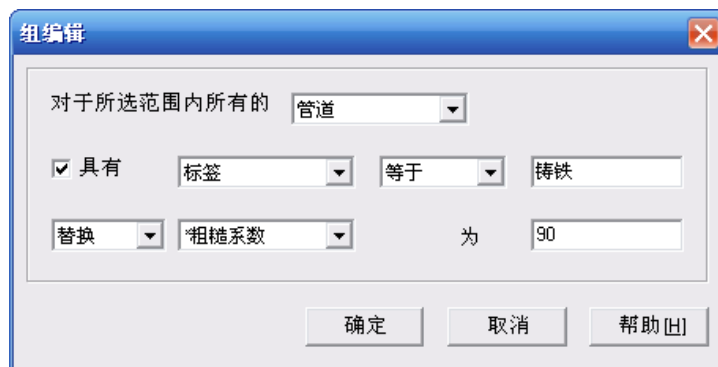 组编辑
对于所选范围内所有的 管道
具有 标签 等于 铸铁
替换 *粗糙系数 为 90
确定 取消 帮助[H]